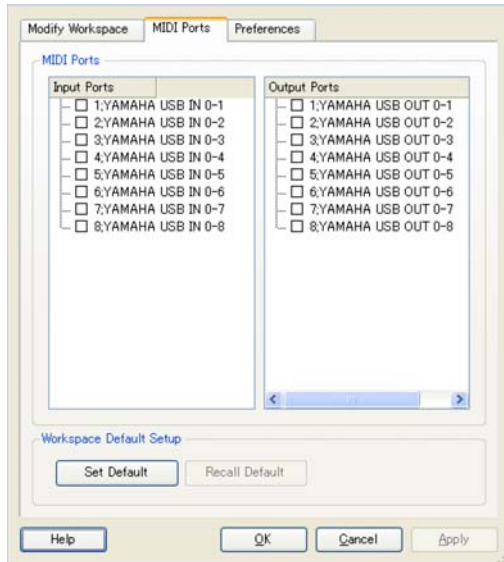 Modify Workspace MIDI Ports Preferences
MIDI Ports
Input Ports
1;YAMAHA USB IN 0-1
2;YAMAHA USB IN 0-2
3;YAMAHA USB IN 0-3
4;YAMAHA USB IN 0-4
5;YAMAHA USB IN 0-5
6;YAMAHA USB IN 0-6
7;YAMAHA USB IN 0-7
8;YAMAHA USB IN 0-8
Output Ports
1;YAMAHA USB OUT 0-1
2;YAMAHA USB OUT 0-2
3;YAMAHA USB OUT 0-3
4;YAMAHA USB OUT 0-4
5;YAMAHA USB OUT 0-5
6;YAMAHA USB OUT 0-6
7;YAMAHA USB OUT 0-7
8;YAMAHA USB OUT 0-8
Workspace Default Setup
Set Default Recall Default
Help OK Cancel Apply